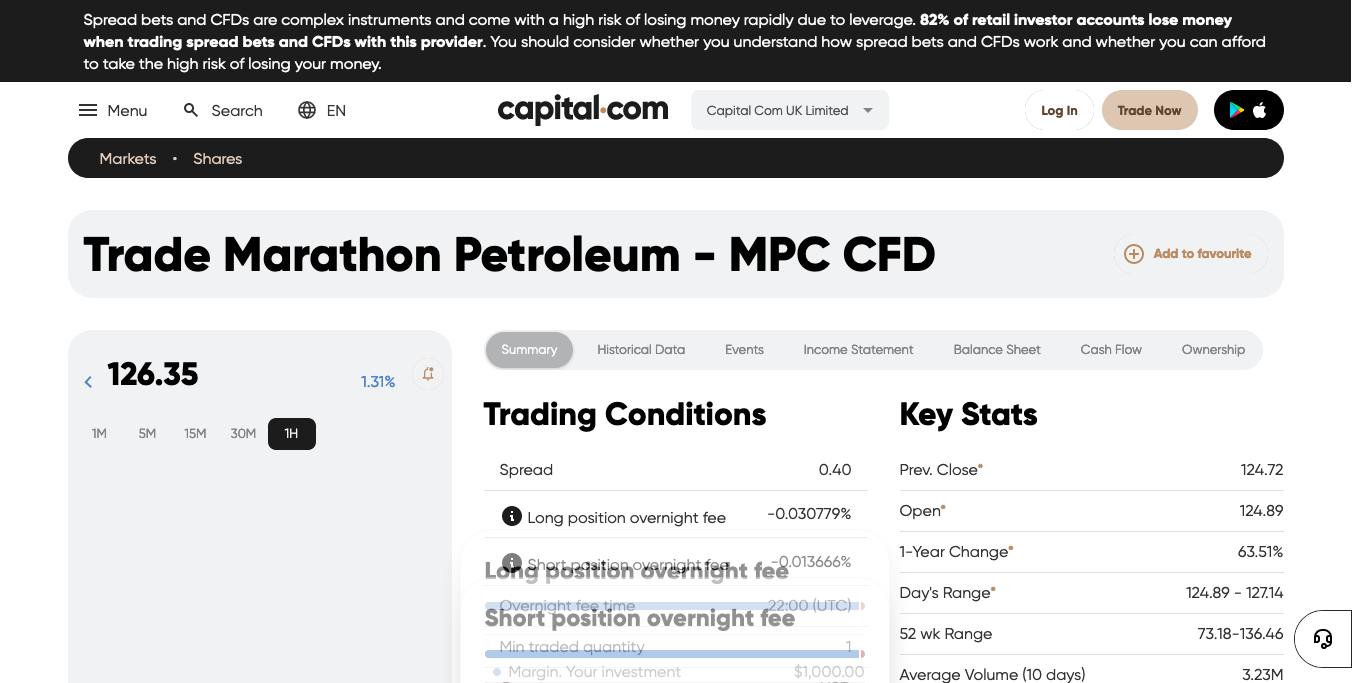 Spread bets and CFDs are complex instruments and come with a high risk of losing money rapidly due to leverage. 82% of retail investor accounts lose money
when trading spread bets and CFDs with this provider. You should consider whether you understand how spread bets and CFDs work and whether you can afford
to take the high risk of losing your money.
Menu Search EN capital.com Capital Com UK Limited Log In Trade Now
Markets • Shares
Trade Marathon Petroleum - MPC CFD Add to favourite
126.35 1.31%
1M 5M 15M 30M 1H
Summary Historical Data Events Income Statement Balance Sheet Cash Flow Ownership
Trading Conditions
Spread 0.40
Long position overnight fee -0.030779%
Short position overnight fee -0.013666%
Long position overnight fee
Overnight fee time 22:00 (UTC)
Short position overnight fee
Min traded quantity 1
Margin. Your investment $1,000.00
Key Stats
Prev. Close* 124.72
Open* 124.89
1-Year Change* 63.51%
Day's Range* 124.89 - 127.14
52 wk Range 73.18-136.46
Average Volume (10 days) 3.23M